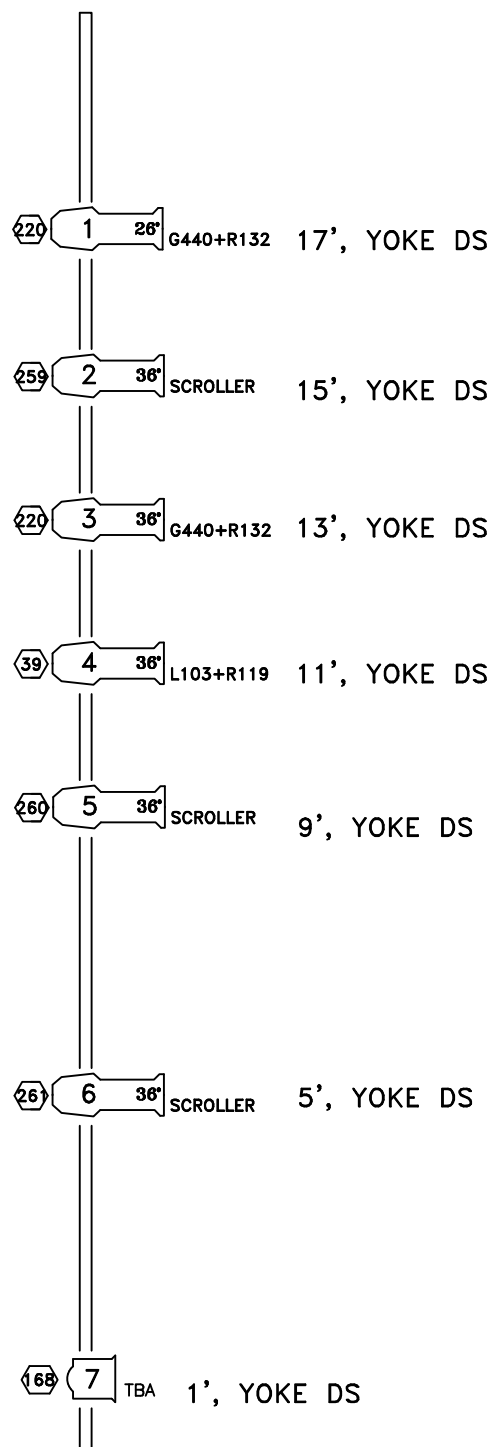 220 1 26° G440+R132 17', YOKE DS
259 2 36° SCROLLER 15', YOKE DS
220 3 36° G440+R132 13', YOKE DS
39 4 36° L103+R119 11', YOKE DS
260 5 36° SCROLLER 9', YOKE DS
261 6 36° SCROLLER 5', YOKE DS
168 7 TBA 1', YOKE DS